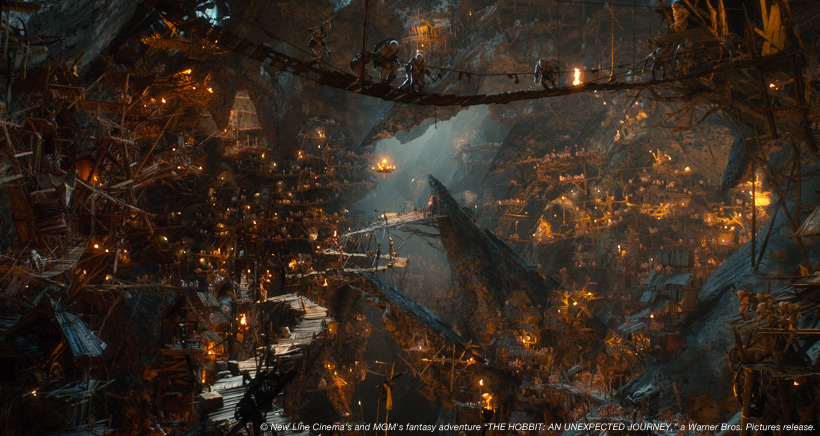 © New Line Cinema's and MGM's fantasy adventure "THE HOBBIT: AN UNEXPECTED JOURNEY," a Warner Bros. Pictures release.